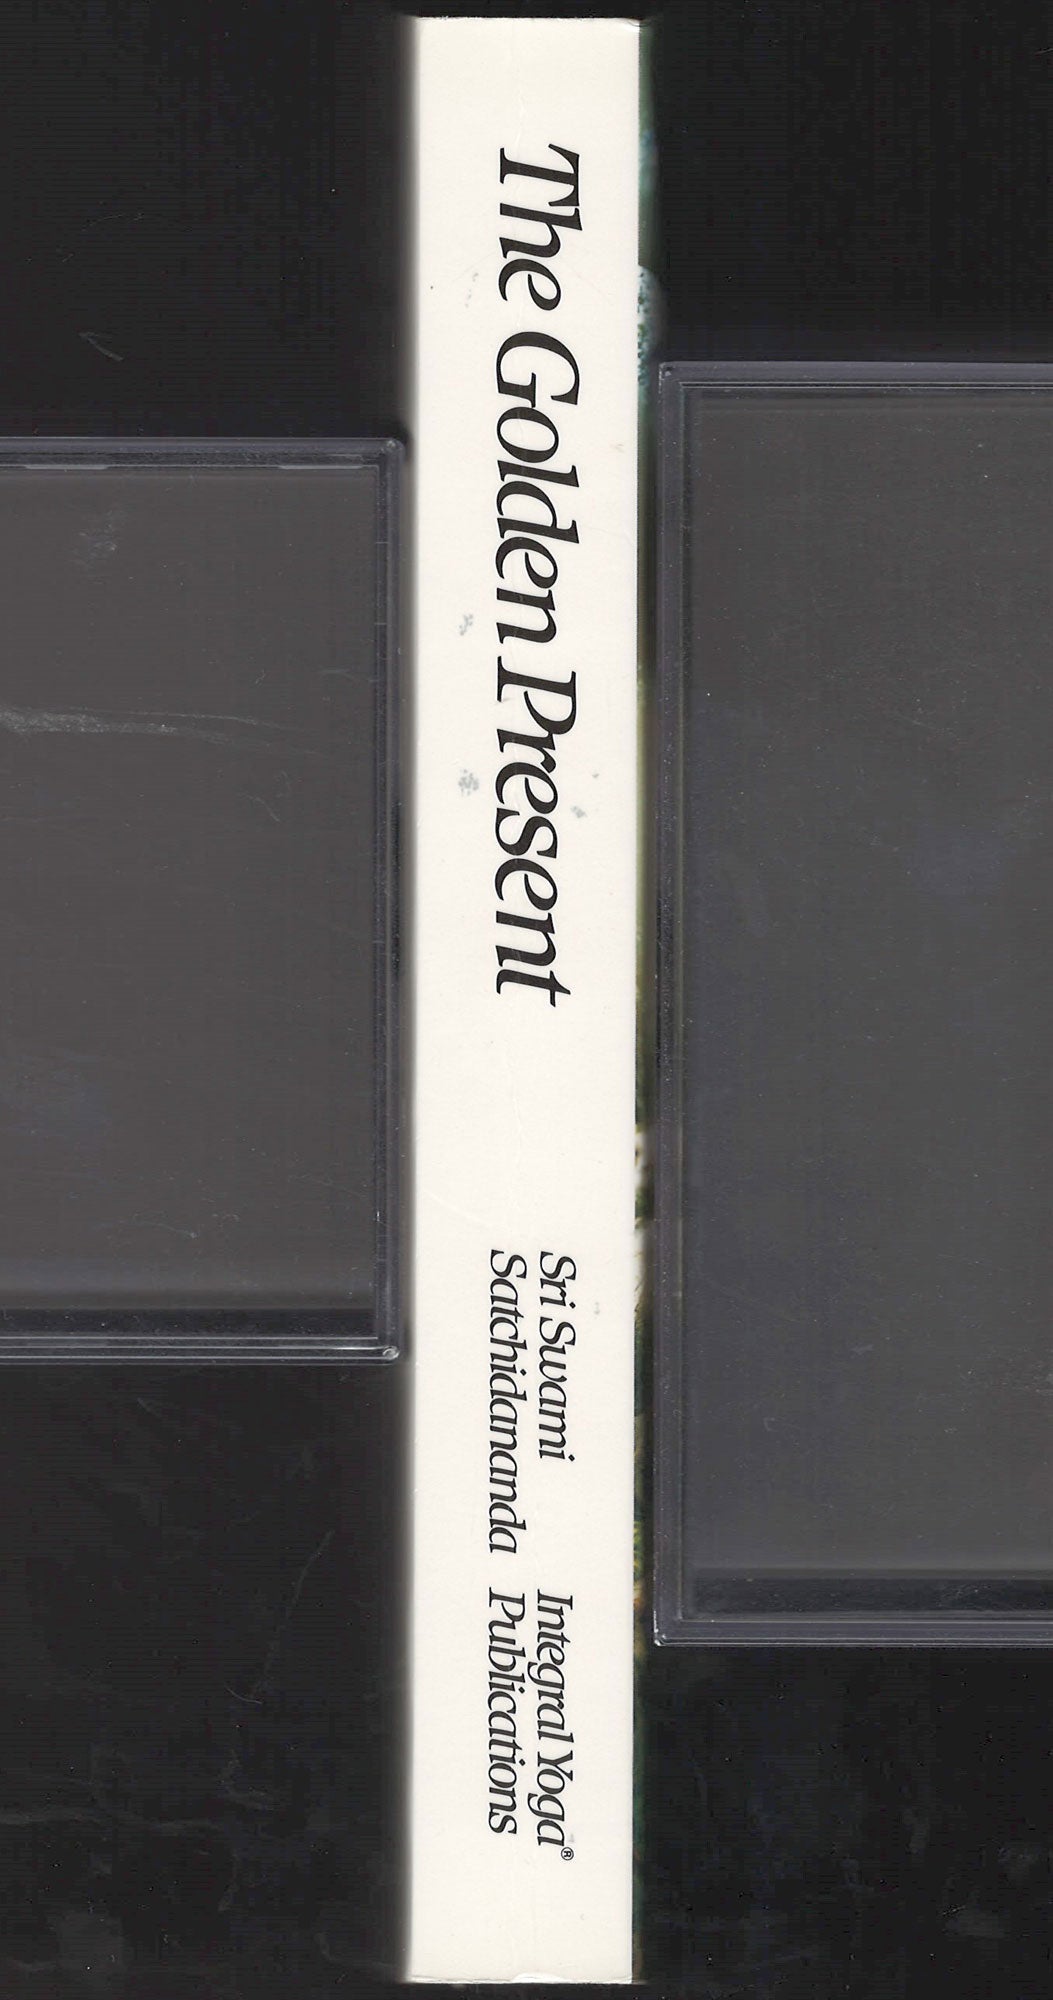 The Golden Present
Sri Swami
Satchidananda
Integral Yoga®
Publications